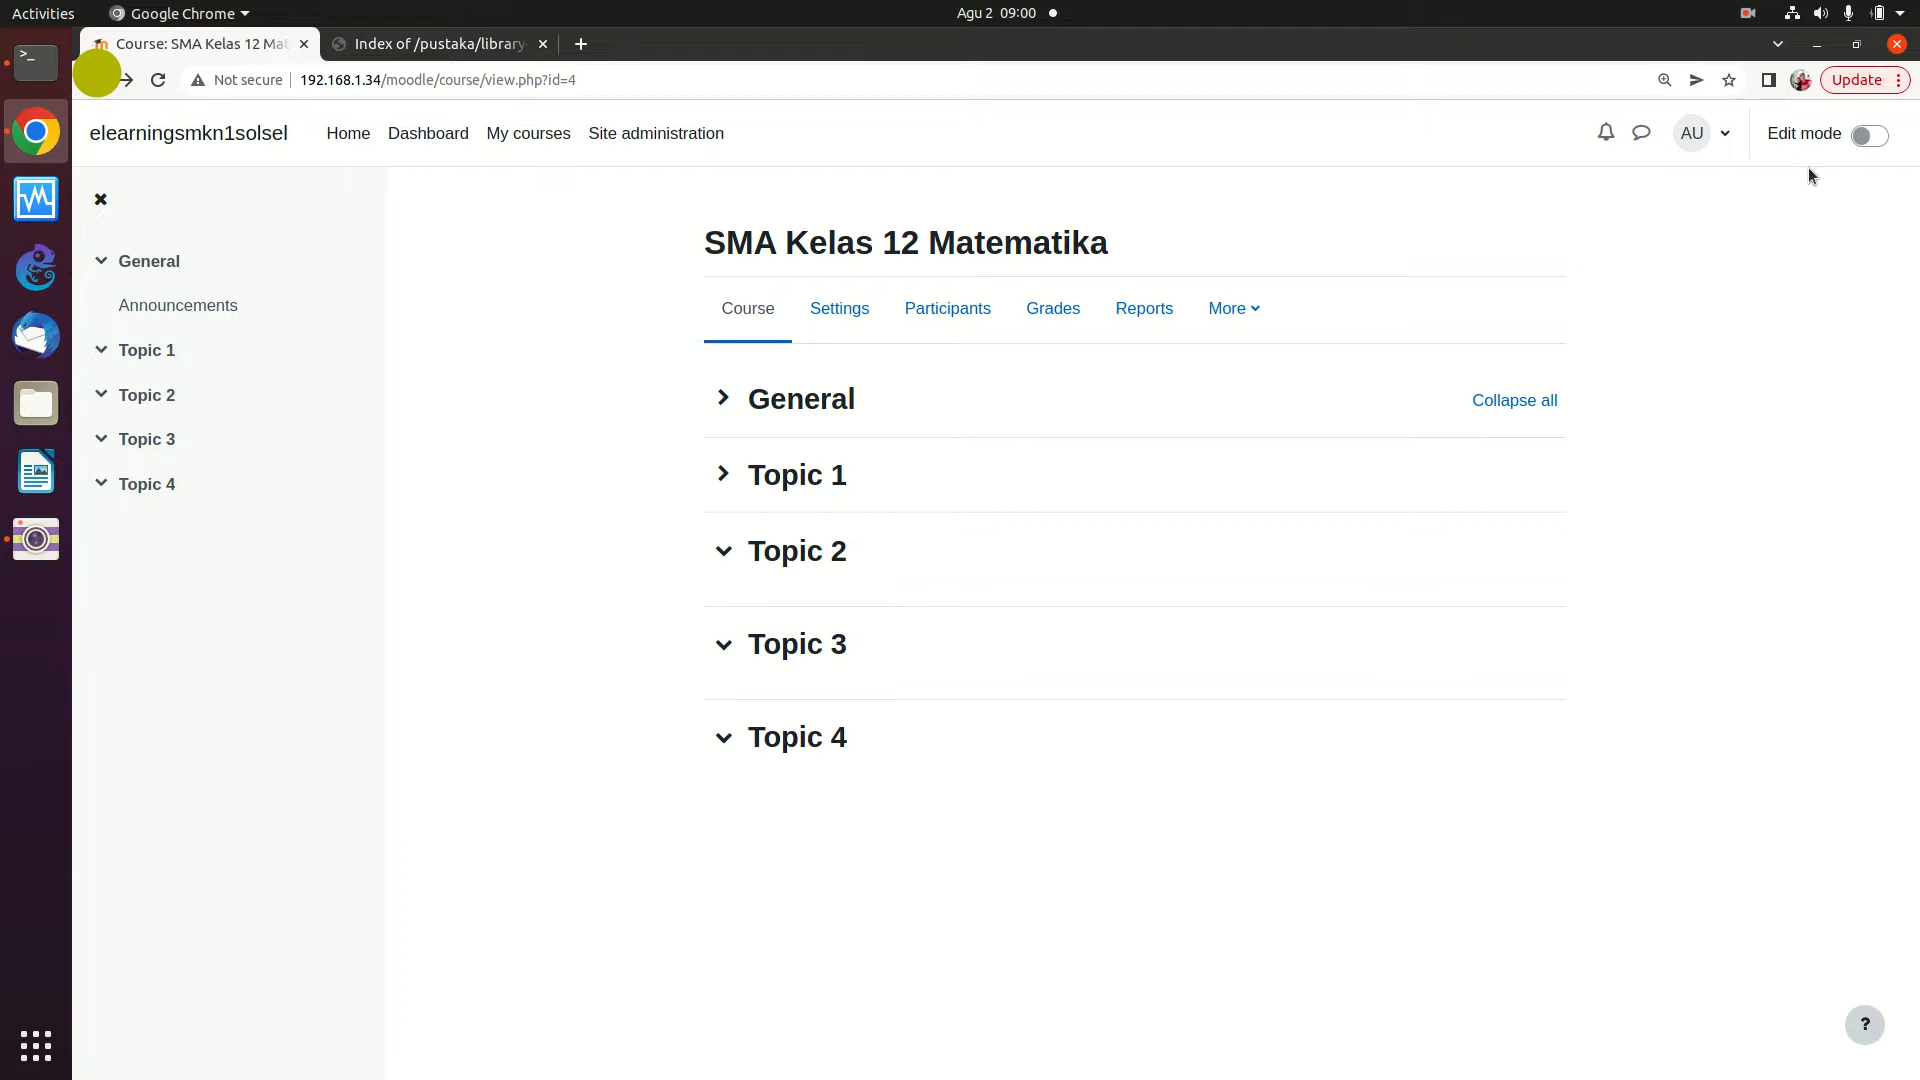 Activities
Google Chrome
Agu 2 09:00
Course: SMA Kelas 12 Mat
Index of /pustaka/library
Not secure
192.168.1.34/moodle/course/view.php?id=4
Update
elearningsmkn1solsel
Home
Dashboard
My courses
Site administration
AU
Edit mode
General
Announcements
Topic 1
Topic 2
Topic 3
Topic 4
SMA Kelas 12 Matematika
Course
Settings
Participants
Grades
Reports
More
General
Collapse all
Topic 1
Topic 2
Topic 3
Topic 4
?